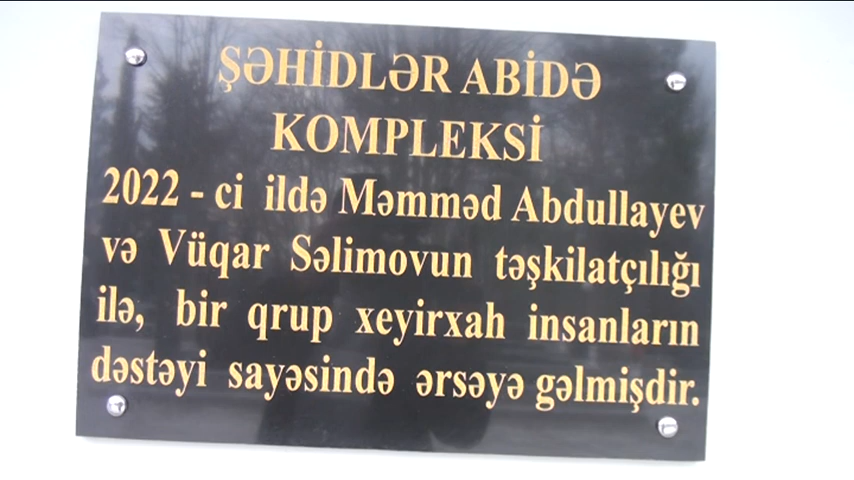 ŞƏHİDLƏR ABİDƏ
KOMPLEKSİ
2022 - ci ildə Məmməd Abdullayev
və Vüqar Səlimovun təşkilatçılığı
ilə, bir qrup xeyirxah insanların
dəstəyi sayəsində ərsəyə gəlmişdir.